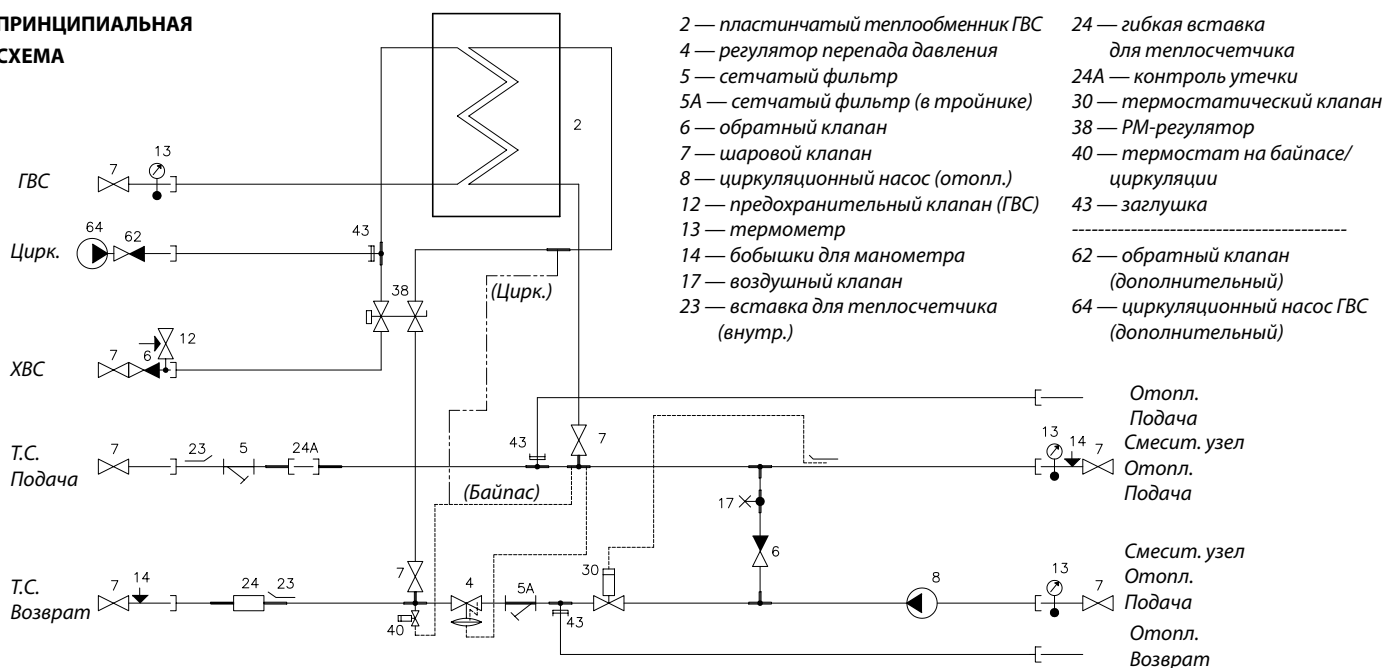 ПРИНЦИПИАЛЬНАЯ
СХЕМА
2 — пластинчатый теплообменник ГВС
4 — регулятор перепада давления
5 — сетчатый фильтр
5А — сетчатый фильтр (в тройнике)
6 — обратный клапан
7 — шаровой клапан
8 — циркуляционный насос (отопл.)
12 — предохранительный клапан (ГВС)
13 — термометр
14 — бобышки для манометра
17 — воздушный клапан
23 — вставка для теплосчетчика
(внутр.)
24 — гибкая вставка
для теплосчетчика
24А — контроль утечки
30 — термостатический клапан
38 — РМ-регулятор
40 — термостат на байпасе/
циркуляции
43 — заглушка
------------------------------------------
62 — обратный клапан
(дополнительный)
64 — циркуляционный насос ГВС
(дополнительный)
2
ГВС
7
13
Цирк.
64
62
43
(Цирк.)
38
ХВС
7
6
12
Отопл.
Подача
Т.С.
Подача
7
23
5
24A
43
7
13
14
7
Смесит. узел
Отопл.
Подача
(Байпас)
17
6
Т.С.
Возврат
7
14
24
23
7
40
4
5A
43
30
8
13
7
Смесит. узел
Отопл.
Подача
Отопл.
Возврат